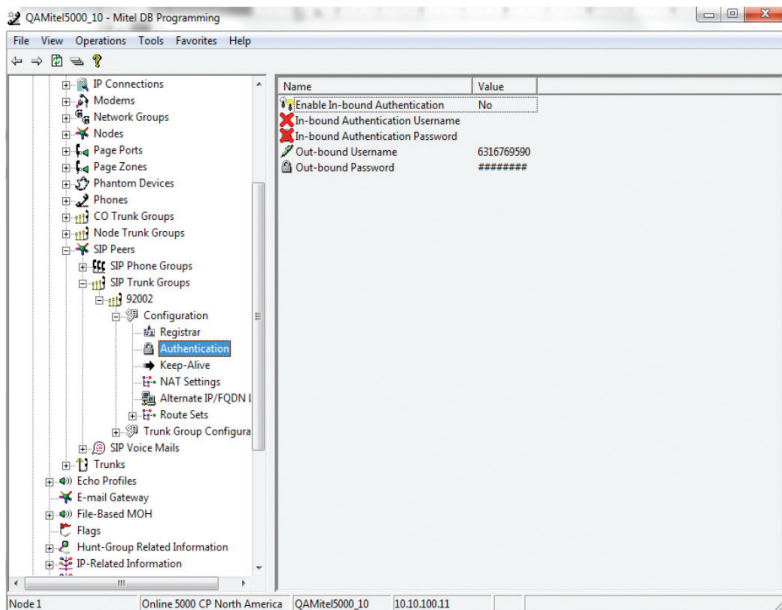 QAMitel5000_10 - Mitel DB Programming
File View Operations Tools Favorites Help
IP Connections
Modems
Network Groups
Nodes
Page Ports
Page Zones
Phantom Devices
Phones
CO Trunk Groups
Node Trunk Groups
SIP Peers
SIP Phone Groups
SIP Trunk Groups
92002
Configuration
Registrar
Authentication
Keep-Alive
NAT Settings
Alternate IP/FQDN L
Route Sets
Trunk Group Configura
SIP Voice Mails
Trunks
Echo Profiles
E-mail Gateway
File-Based MOH
Flags
Hunt-Group Related Information
IP-Related Information
Name Value
Enable In-bound Authentication No
In-bound Authentication Username
In-bound Authentication Password
Out-bound Username 6316769590
Out-bound Password ########
Node 1 Online 5000 CP North America QAMitel5000_10 10.10.100.11